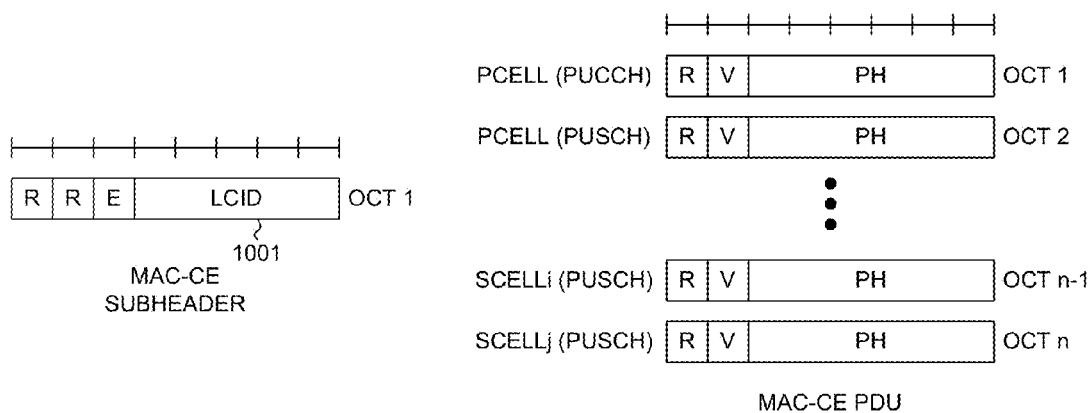 R R E LCID OCT 1
1001
MAC-CE
SUBHEADER
PCELL (PUCCH) R V PH OCT 1
PCELL (PUSCH) R V PH OCT 2
SCELLi (PUSCH) R V PH OCT n-1
SCELLj (PUSCH) R V PH OCT n
MAC-CE PDU